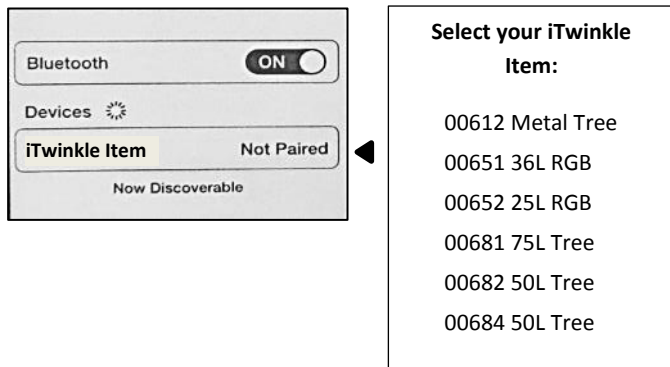 Bluetooth ON
Devices
iTwinkle Item Not Paired
Now Discoverable
Select your iTwinkle
Item:
00612 Metal Tree
00651 36L RGB
00652 25L RGB
00681 75L Tree
00682 50L Tree
00684 50L Tree